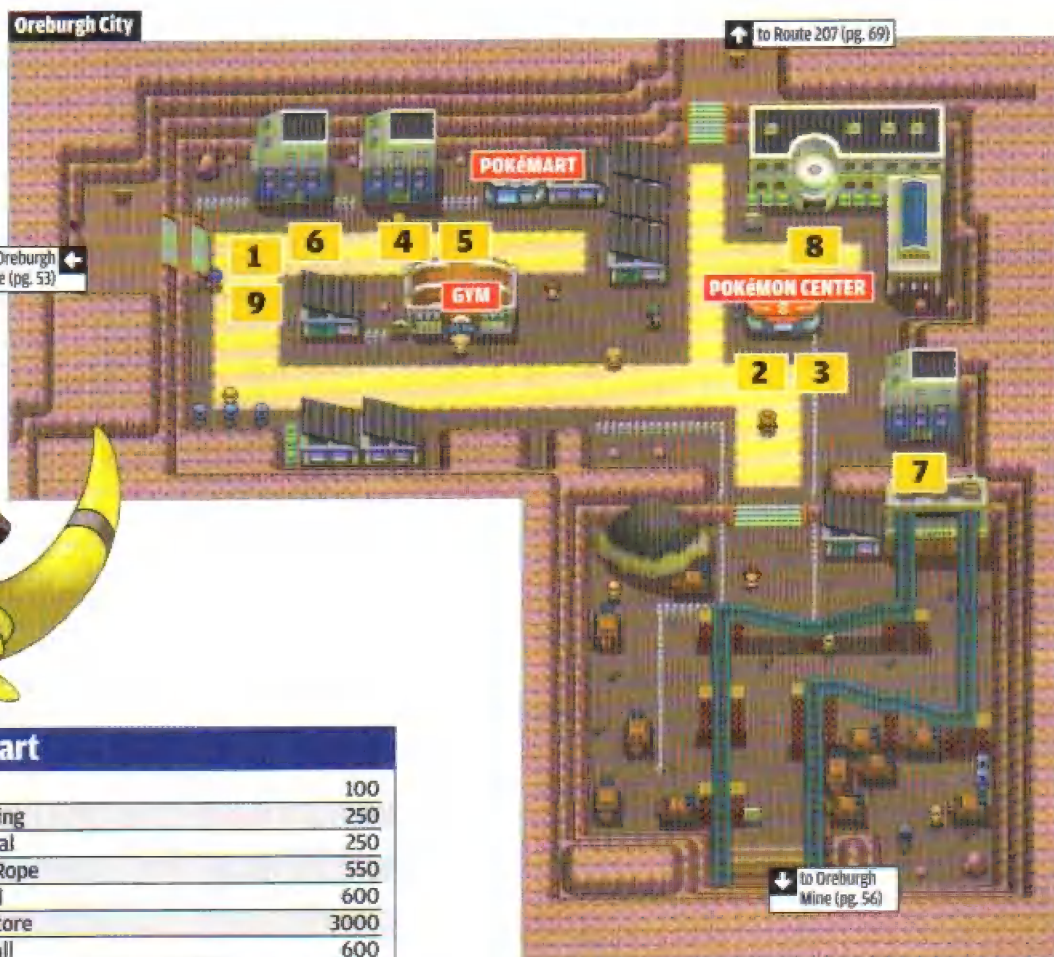 Oreburgh City
to Route 207 (pg. 69)
POKéMART
6
4
5
8
1
Oreburgh
e (pg. 53)
9
GYM
POKéMON CENTER
2
3
7
to Oreburgh
Mine (pg. 56)
art
100
ing 250
al 250
Rope 550
l 600
tore 3000
all 600